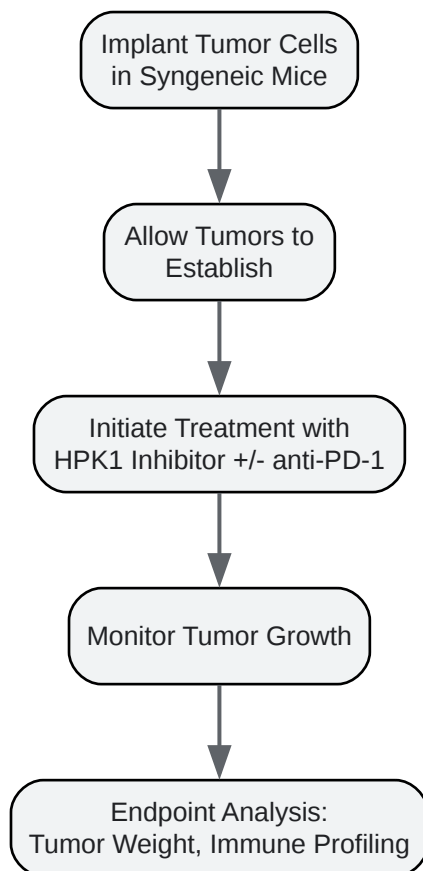 Implant Tumor Cells
in Syngeneic Mice
Allow Tumors to
Establish
Initiate Treatment with
HPK1 Inhibitor +/- anti-PD-1
Monitor Tumor Growth
Endpoint Analysis:
Tumor Weight, Immune Profiling